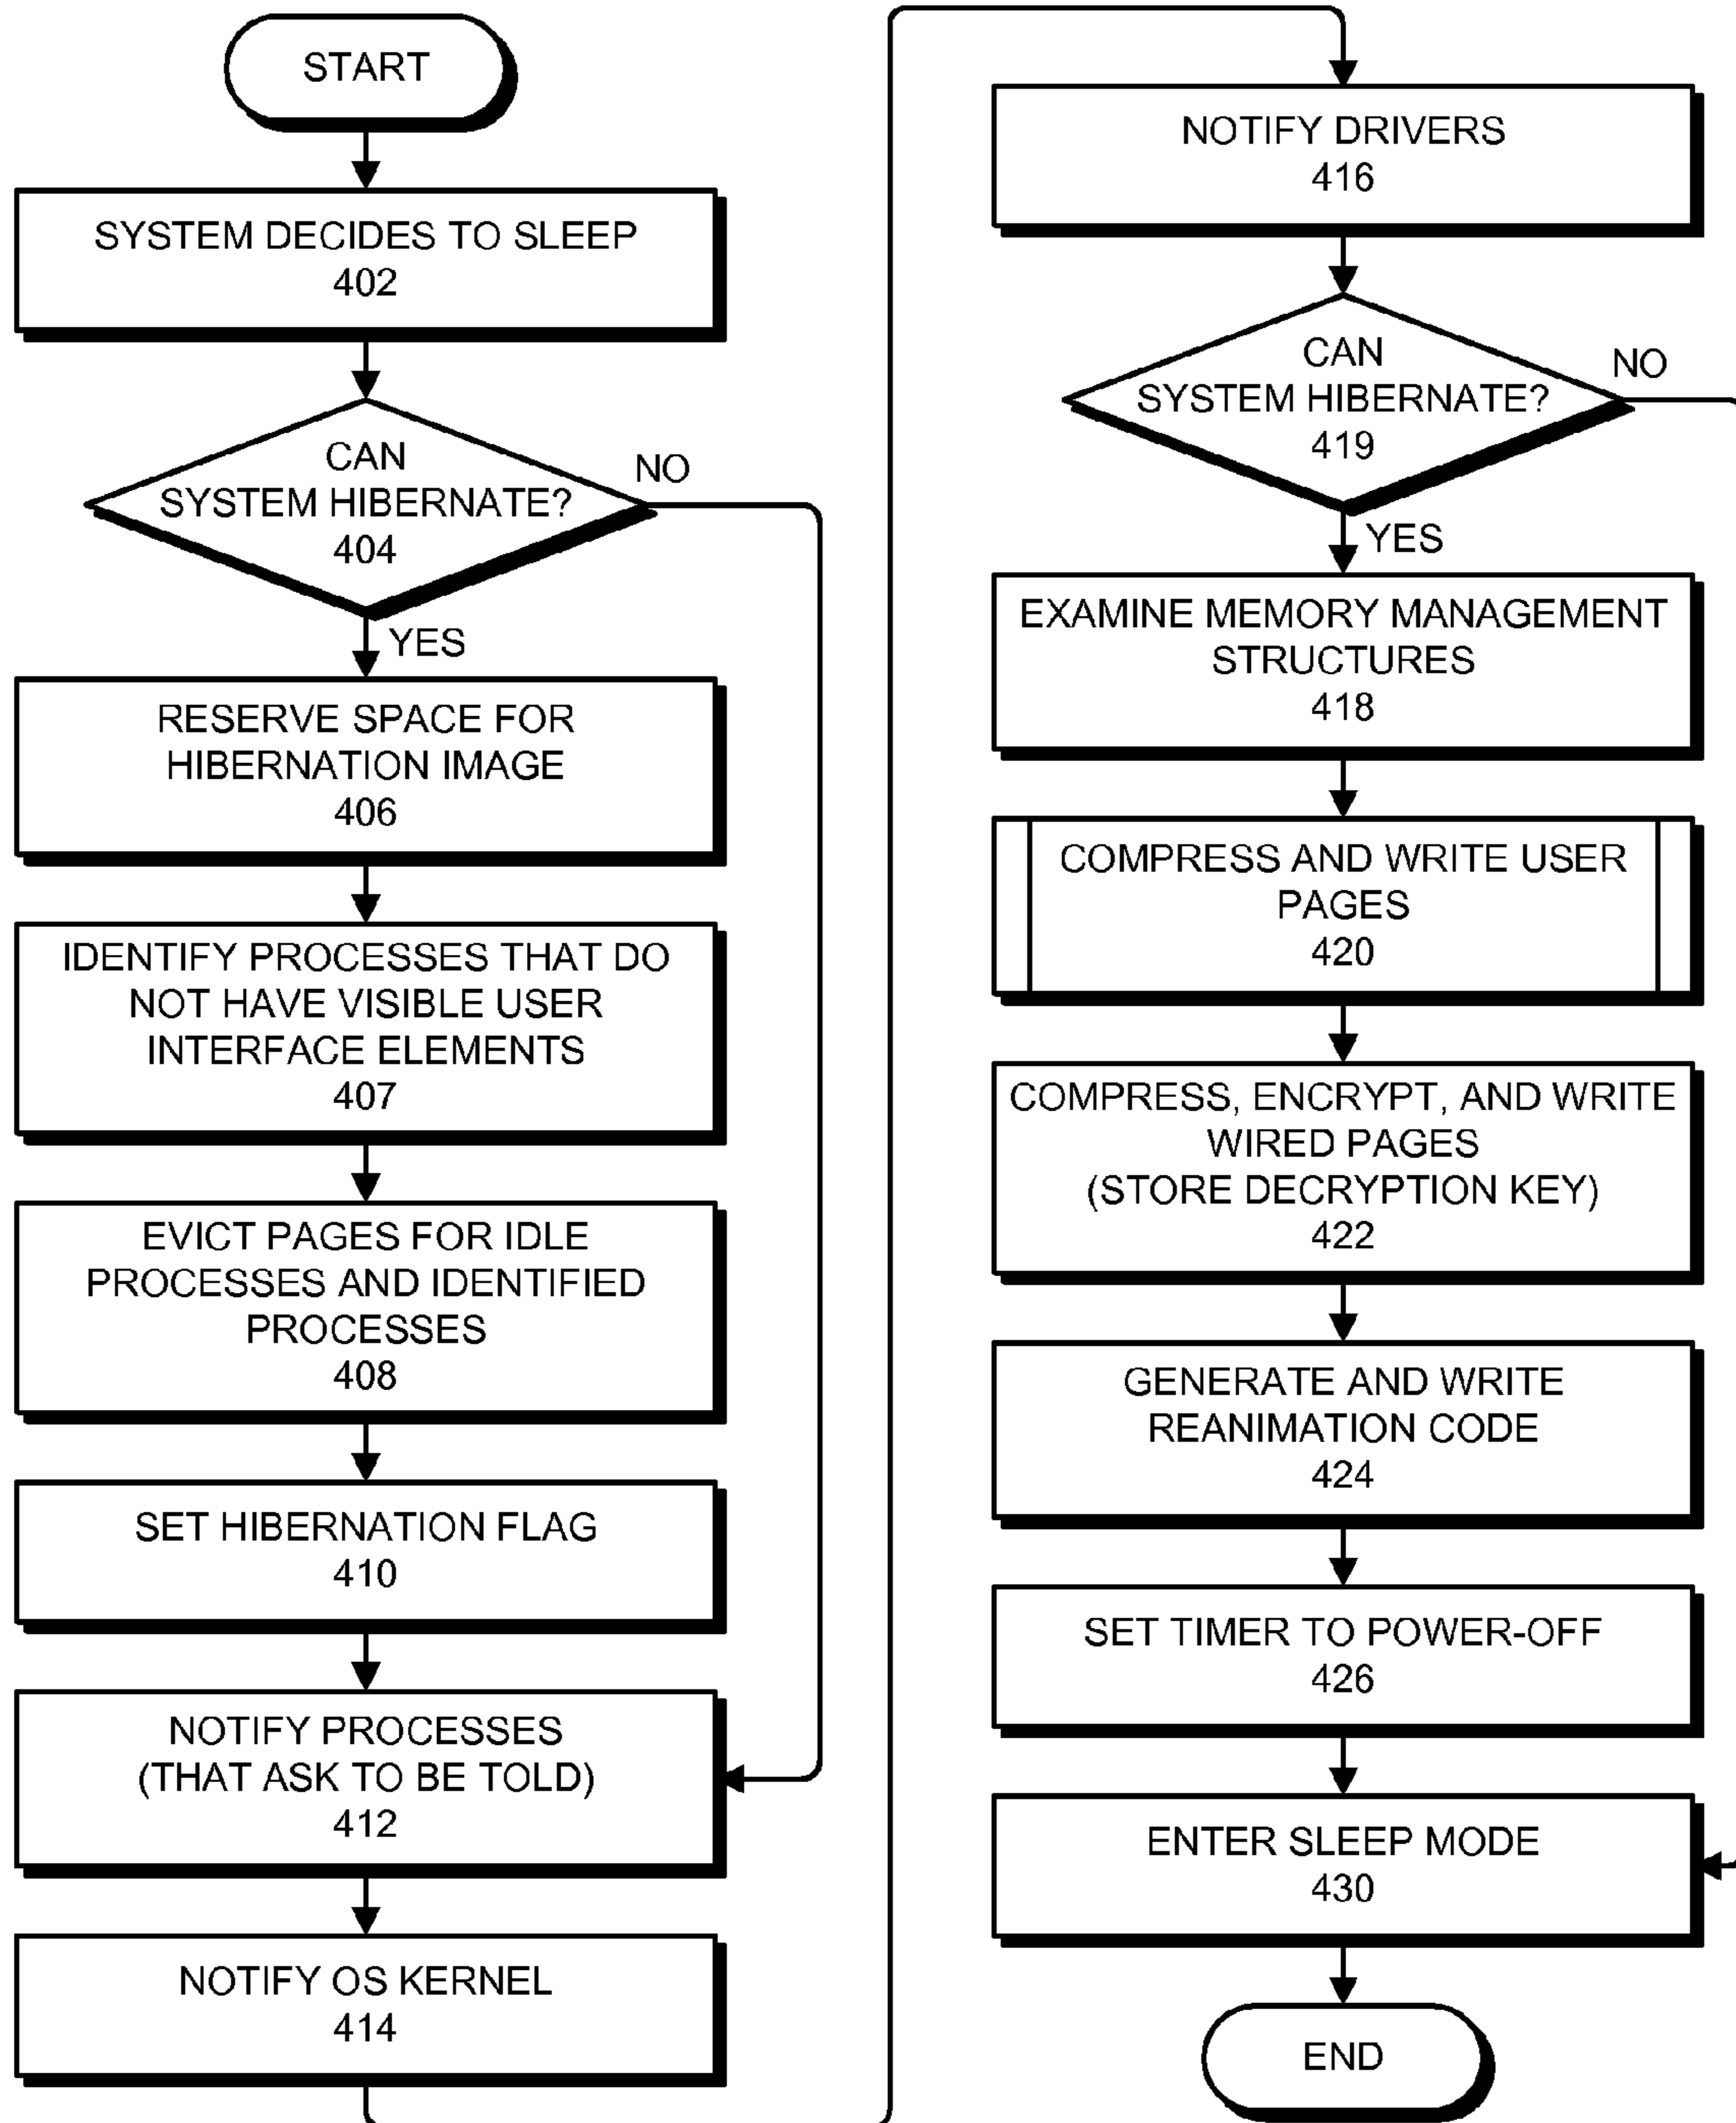 START
SYSTEM DECIDES TO SLEEP
402
CAN
SYSTEM HIBERNATE?
404
NO
YES
RESERVE SPACE FOR
HIBERNATION IMAGE
406
IDENTIFY PROCESSES THAT DO
NOT HAVE VISIBLE USER
INTERFACE ELEMENTS
407
EVICT PAGES FOR IDLE
PROCESSES AND IDENTIFIED
PROCESSES
408
SET HIBERNATION FLAG
410
NOTIFY PROCESSES
(THAT ASK TO BE TOLD)
412
NOTIFY OS KERNEL
414
NOTIFY DRIVERS
416
CAN
SYSTEM HIBERNATE?
419
NO
YES
EXAMINE MEMORY MANAGEMENT
STRUCTURES
418
COMPRESS AND WRITE USER
PAGES
420
COMPRESS, ENCRYPT, AND WRITE
WIRED PAGES
(STORE DECRYPTION KEY)
422
GENERATE AND WRITE
REANIMATION CODE
424
SET TIMER TO POWER-OFF
426
ENTER SLEEP MODE
430
END